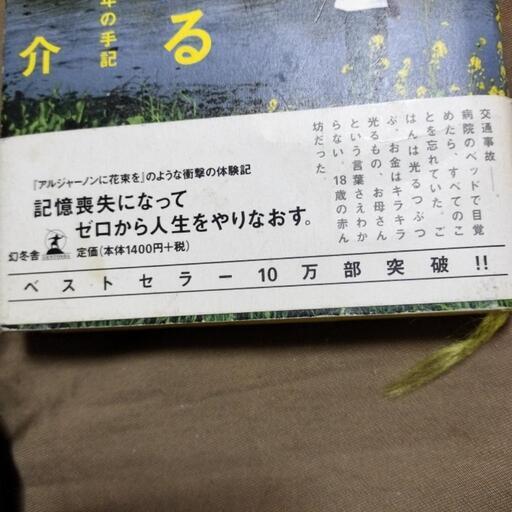 る
年の手記
介
交通事故――
病院のベッドで目覚
めたら、すべてのこ
とを忘れていた。ご
はんは光るつぶつ
ぶ、お金はキラキラ
光るもの、お母さん
という言葉さえわか
らない、18歳の赤ん
坊だった。
『アルジャーノンに花束を』のような衝撃の体験記
記憶喪失になって
ゼロから人生をやりなおす。
幻冬舎
定価(本体1400円+税)
ベストセラー10万部突破!!